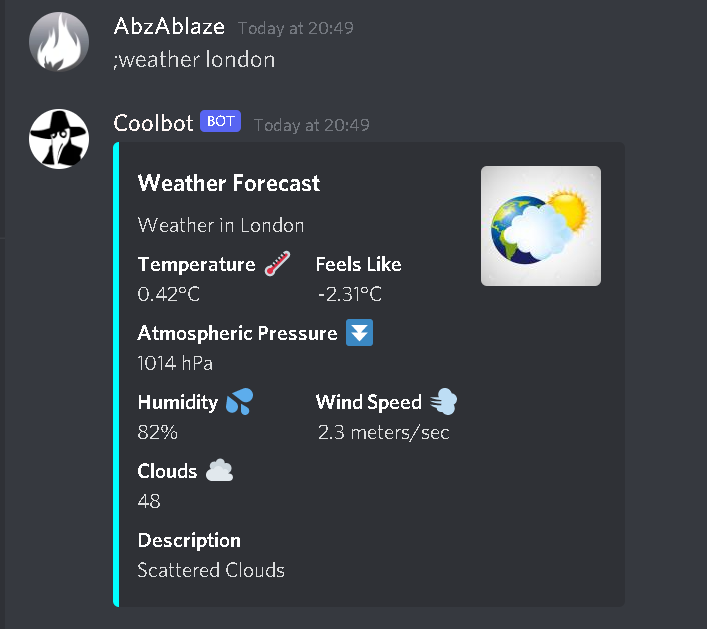 AbzAblaze Today at 20:49
;weather london
Coolbot BOT Today at 20:49
Weather Forecast
Weather in London
Temperature Feels Like
0.42°C -2.31°C
Atmospheric Pressure
1014 hPa
Humidity Wind Speed
82% 2.3 meters/sec
Clouds
48
Description
Scattered Clouds